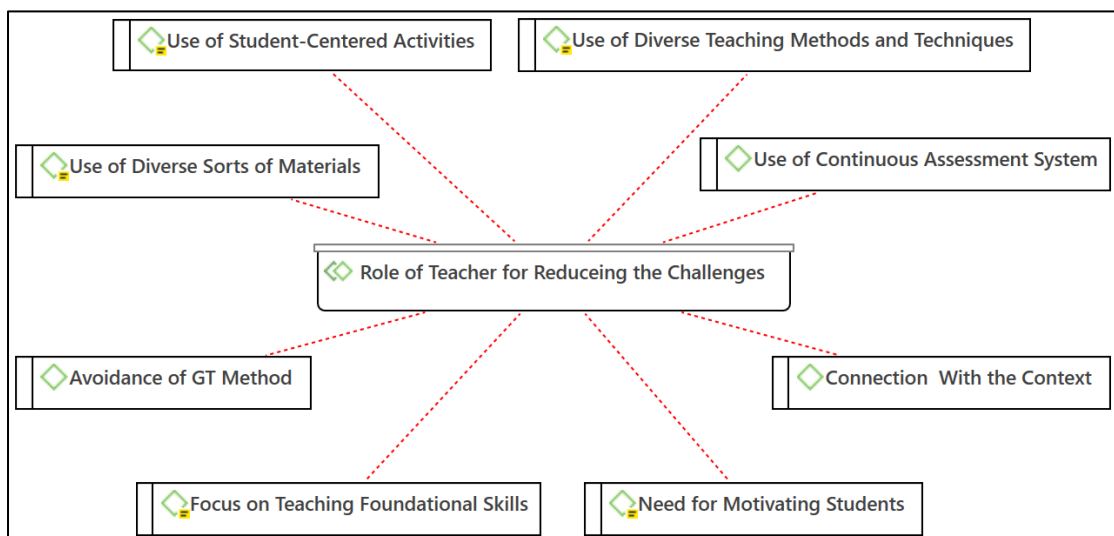 Use of Student-Centered Activities
Use of Diverse Teaching Methods and Techniques
Use of Diverse Sorts of Materials
Use of Continuous Assessment System
Role of Teacher for Reduceing the Challenges
Avoidance of GT Method
Connection  With the Context
Focus on Teaching Foundational Skills
Need for Motivating Students